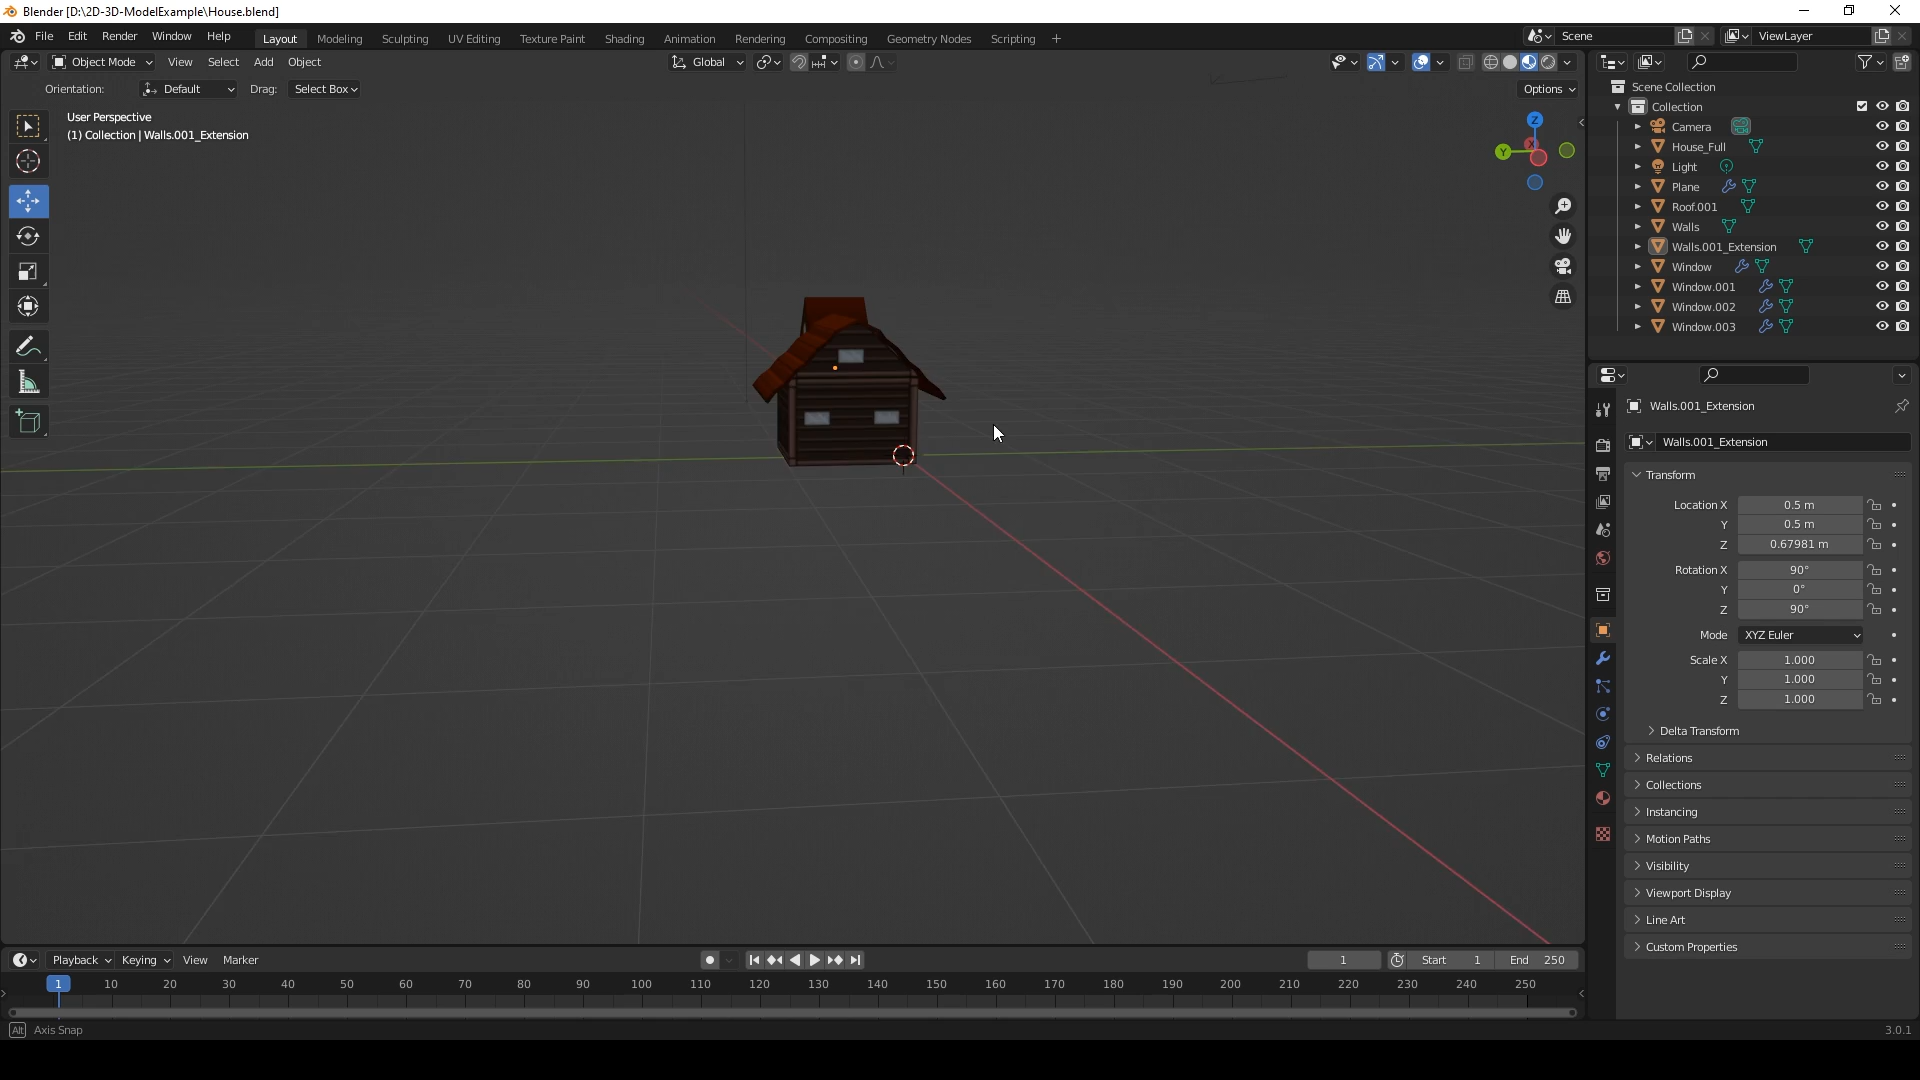 Blender [D:\2D-3D-ModelExample\House.blend]
File Edit Render Window Help Layout Modeling Sculpting UV Editing Texture Paint Shading Animation Rendering Compositing Geometry Nodes Scripting + Scene ViewLayer
Object Mode View Select Add Object Global
Orientation: Default Drag: Select Box Options
User Perspective
(1) Collection | Walls.001_Extension
Z
X
Y
Scene Collection
Collection
Camera
House_Full
Light
Plane
Roof.001
Walls
Walls.001_Extension
Window
Window.001
Window.002
Window.003
Walls.001_Extension
Walls.001_Extension
Transform
Location X 0.5 m
Y 0.5 m
Z 0.67981 m
Rotation X 90°
Y 0°
Z 90°
Mode XYZ Euler
Scale X 1.000
Y 1.000
Z 1.000
Delta Transform
Relations
Collections
Instancing
Motion Paths
Visibility
Viewport Display
Line Art
Custom Properties
Playback Keying View Marker 1 Start 1 End 250
1 10 20 30 40 50 60 70 80 90 100 110 120 130 140 150 160 170 180 190 200 210 220 230 240 250
Alt Axis Snap 3.0.1